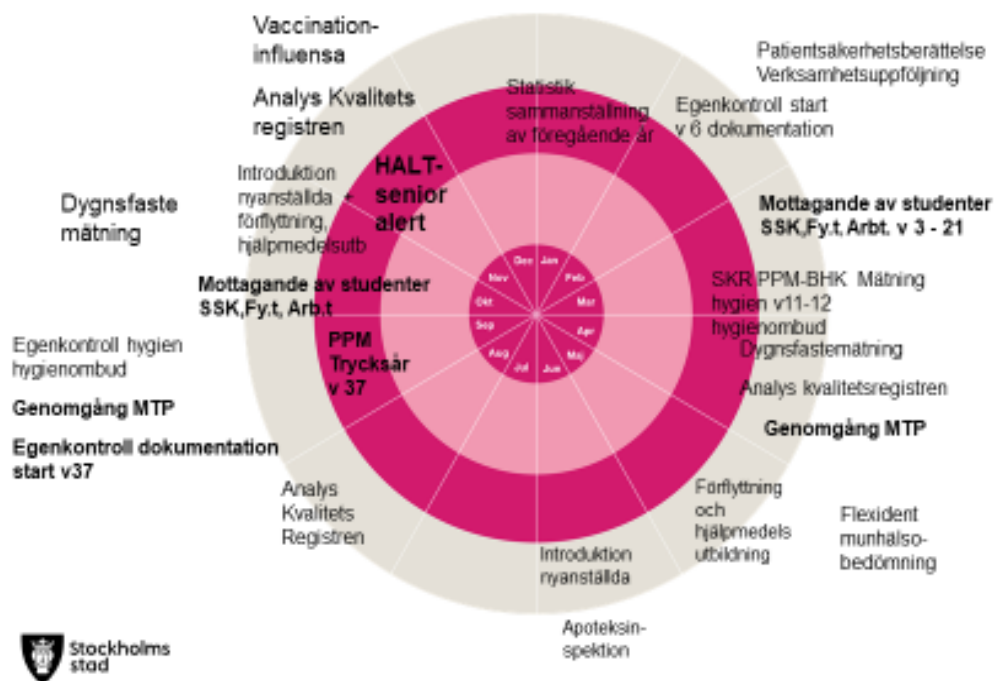 Vaccination-
influensa
Analys Kvalitets
registren
Statistik
sammanställning
av föregående år
Patientsäkerhetsberättelse
Verksamhetsuppföljning
Egenkontroll start
v 6 dokumentation
HALT-
senior
alert
Introduktion
nyanställda +
förflyttning,
hjälpmedelsutb
Dygnsfaste
mätning
Mottagande av studenter
SSK,Fy.t, Arbt. v 3 - 21
Mottagande av studenter
SSK,Fy.t, Arb.t
SKR PPM-BHK Mätning
hygien v11-12
hygienombud
Dygnsfastemätning
Analys kvalitetsregistren
Genomgång MTP
PPM
Trycksår
v 37
Egenkontroll hygien
hygienombud
Genomgång MTP
Egenkontroll dokumentation
start v37
Jan
Feb
Mar
Apr
Maj
Jun
Jul
Aug
Sep
Okt
Nov
Dec
Analys
Kvalitets
Registren
Förflyttning
och
hjälpmedels
utbildning
Flexident
munhälso-
bedömning
Introduktion
nyanställda
Apoteksin-
spektion
Stockholms
stad